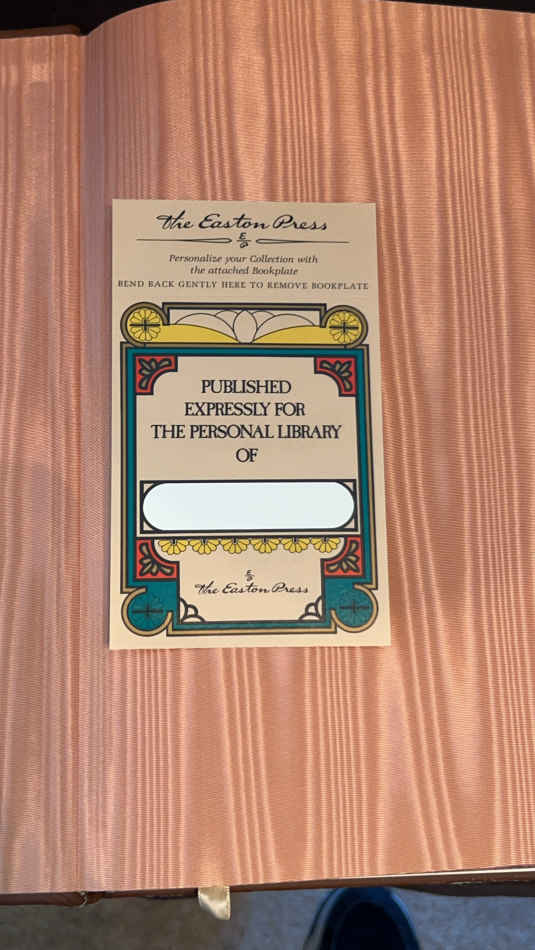 The Easton Press
E
P
Personalize your Collection with
the attached Bookplate
BEND BACK GENTLY HERE TO REMOVE BOOKPLATE
PUBLISHED
EXPRESSLY FOR
THE PERSONAL LIBRARY
OF
E
P
The Easton Press